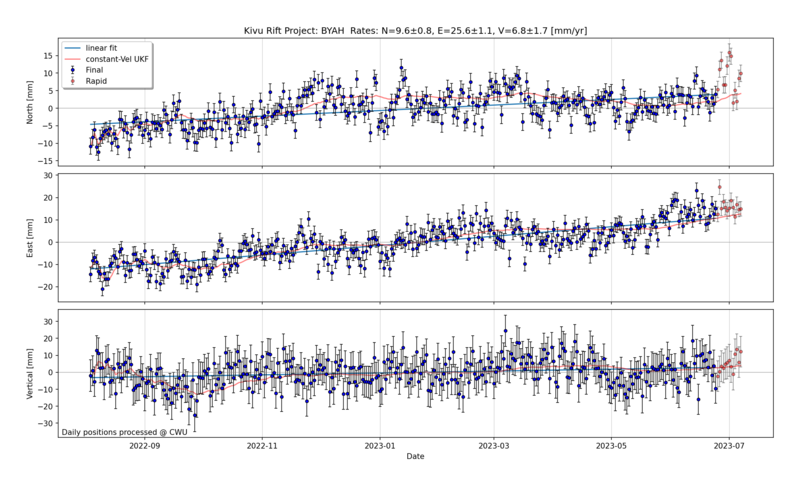 Kivu Rift Project: BYAH  Rates: N=9.6±0.8, E=25.6±1.1, V=6.8±1.7 [mm/yr]
linear fit
constant-Vel UKF
Final
Rapid
North [mm]
15
10
5
0
−5
−10
−15
East [mm]
30
20
10
0
−10
−20
Vertical [mm]
30
20
10
0
−10
−20
−30
Daily positions processed @ CWU
2022-09
2022-11
2023-01
2023-03
2023-05
2023-07
Date